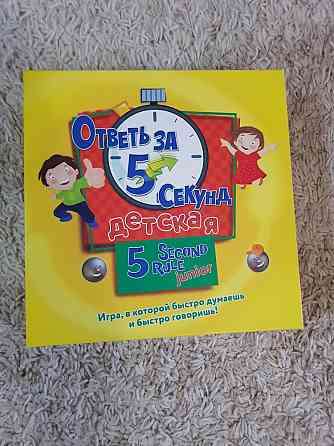 Ответь за
5
секунд
детская
5 Second
Rule
junior
Игра, в которой быстро думаешь
и быстро говоришь!